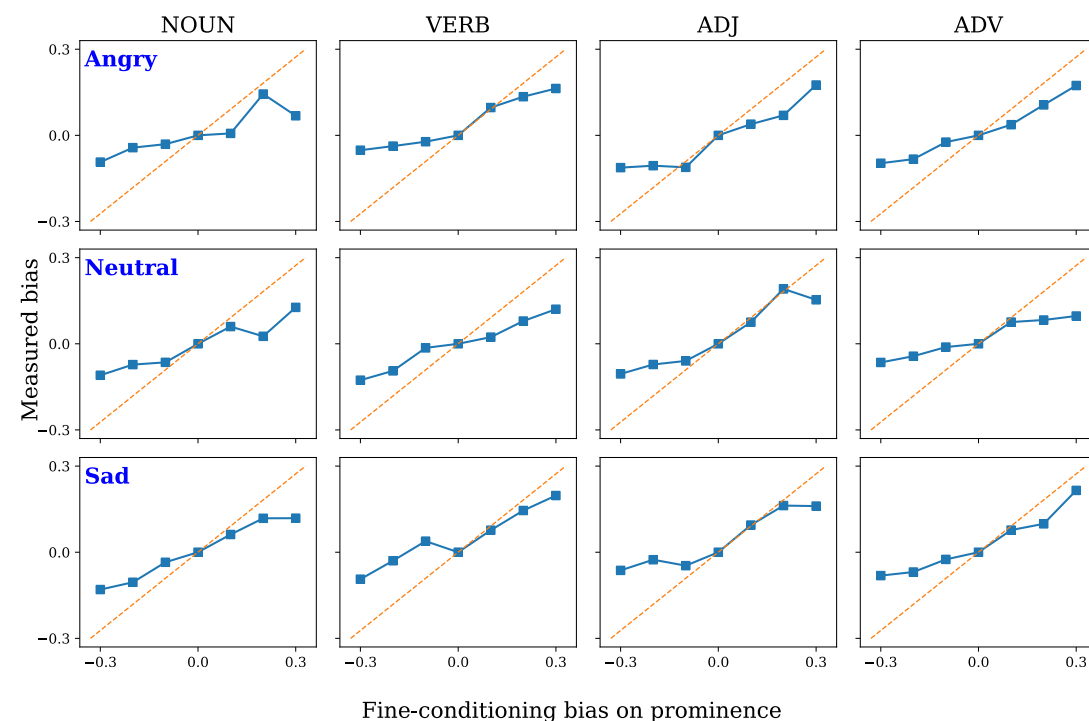 NOUN VERB ADJ ADV
Angry
0.3
0.0
−0.3
Neutral
0.3
0.0
−0.3
Sad
0.3
0.0
−0.3
Measured bias
−0.3 0.0 0.3 −0.3 0.0 0.3 −0.3 0.0 0.3 −0.3 0.0 0.3
Fine-conditioning bias on prominence